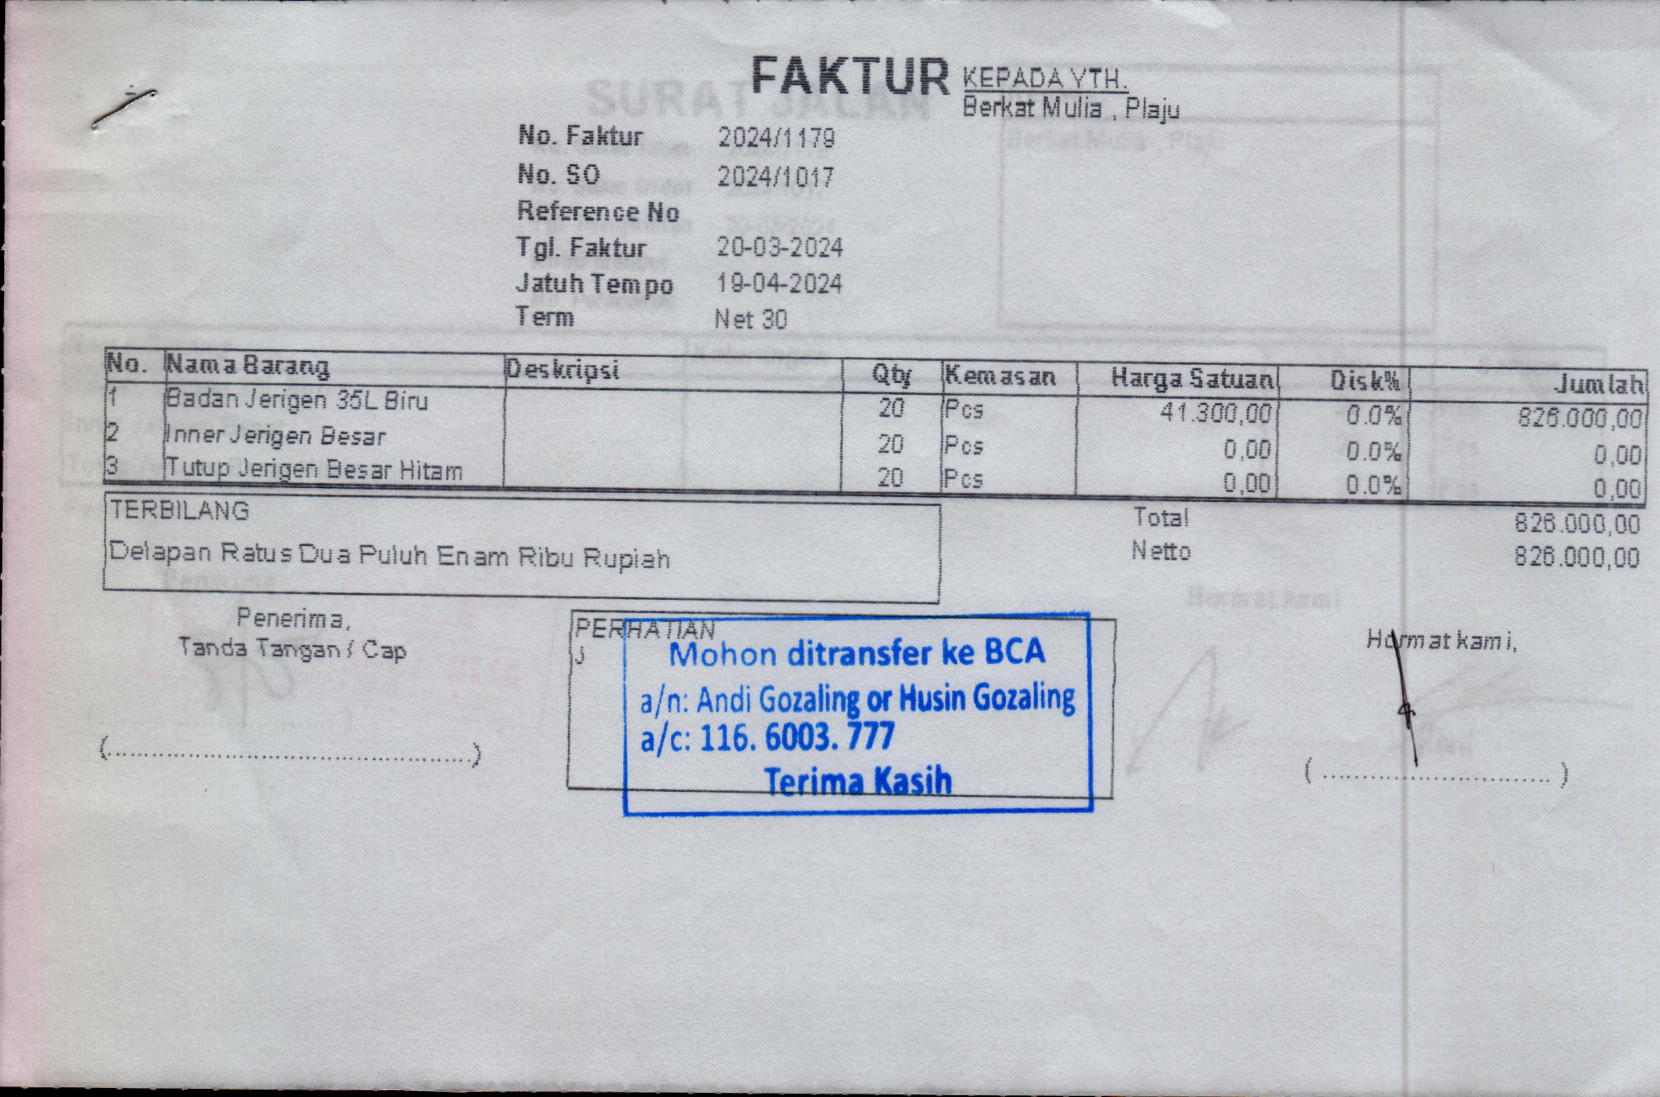 FAKTUR
KEPADA YTH.
Berkat Mulia , Plaju
No. Faktur 2024/1179
No. SO 2024/1017
Reference No
Tgl. Faktur 20-03-2024
Jatuh Tempo 19-04-2024
Term Net 30
No. Nama Barang Deskripsi Qty Kemasan Harga Satuan Disk% Jumlah
1 Badan Jerigen 35L Biru 20 Pcs 41.300,00 0.0% 826.000,00
2 Inner Jerigen Besar 20 Pcs 0,00 0.0% 0,00
3 Tutup Jerigen Besar Hitam 20 Pcs 0,00 0.0% 0,00
TERBILANG
Delapan Ratus Dua Puluh Enam Ribu Rupiah
Total 826.000,00
Netto 826.000,00
Penerima,
Tanda Tangan / Cap
(...............................................)
PERHATIAN
J
Mohon ditransfer ke BCA
a/n: Andi Gozaling or Husin Gozaling
a/c: 116. 6003. 777
Terima Kasih
Hormat kami,
( ............................. )
SURAT JALAN
Berkat Mulia , Plaju